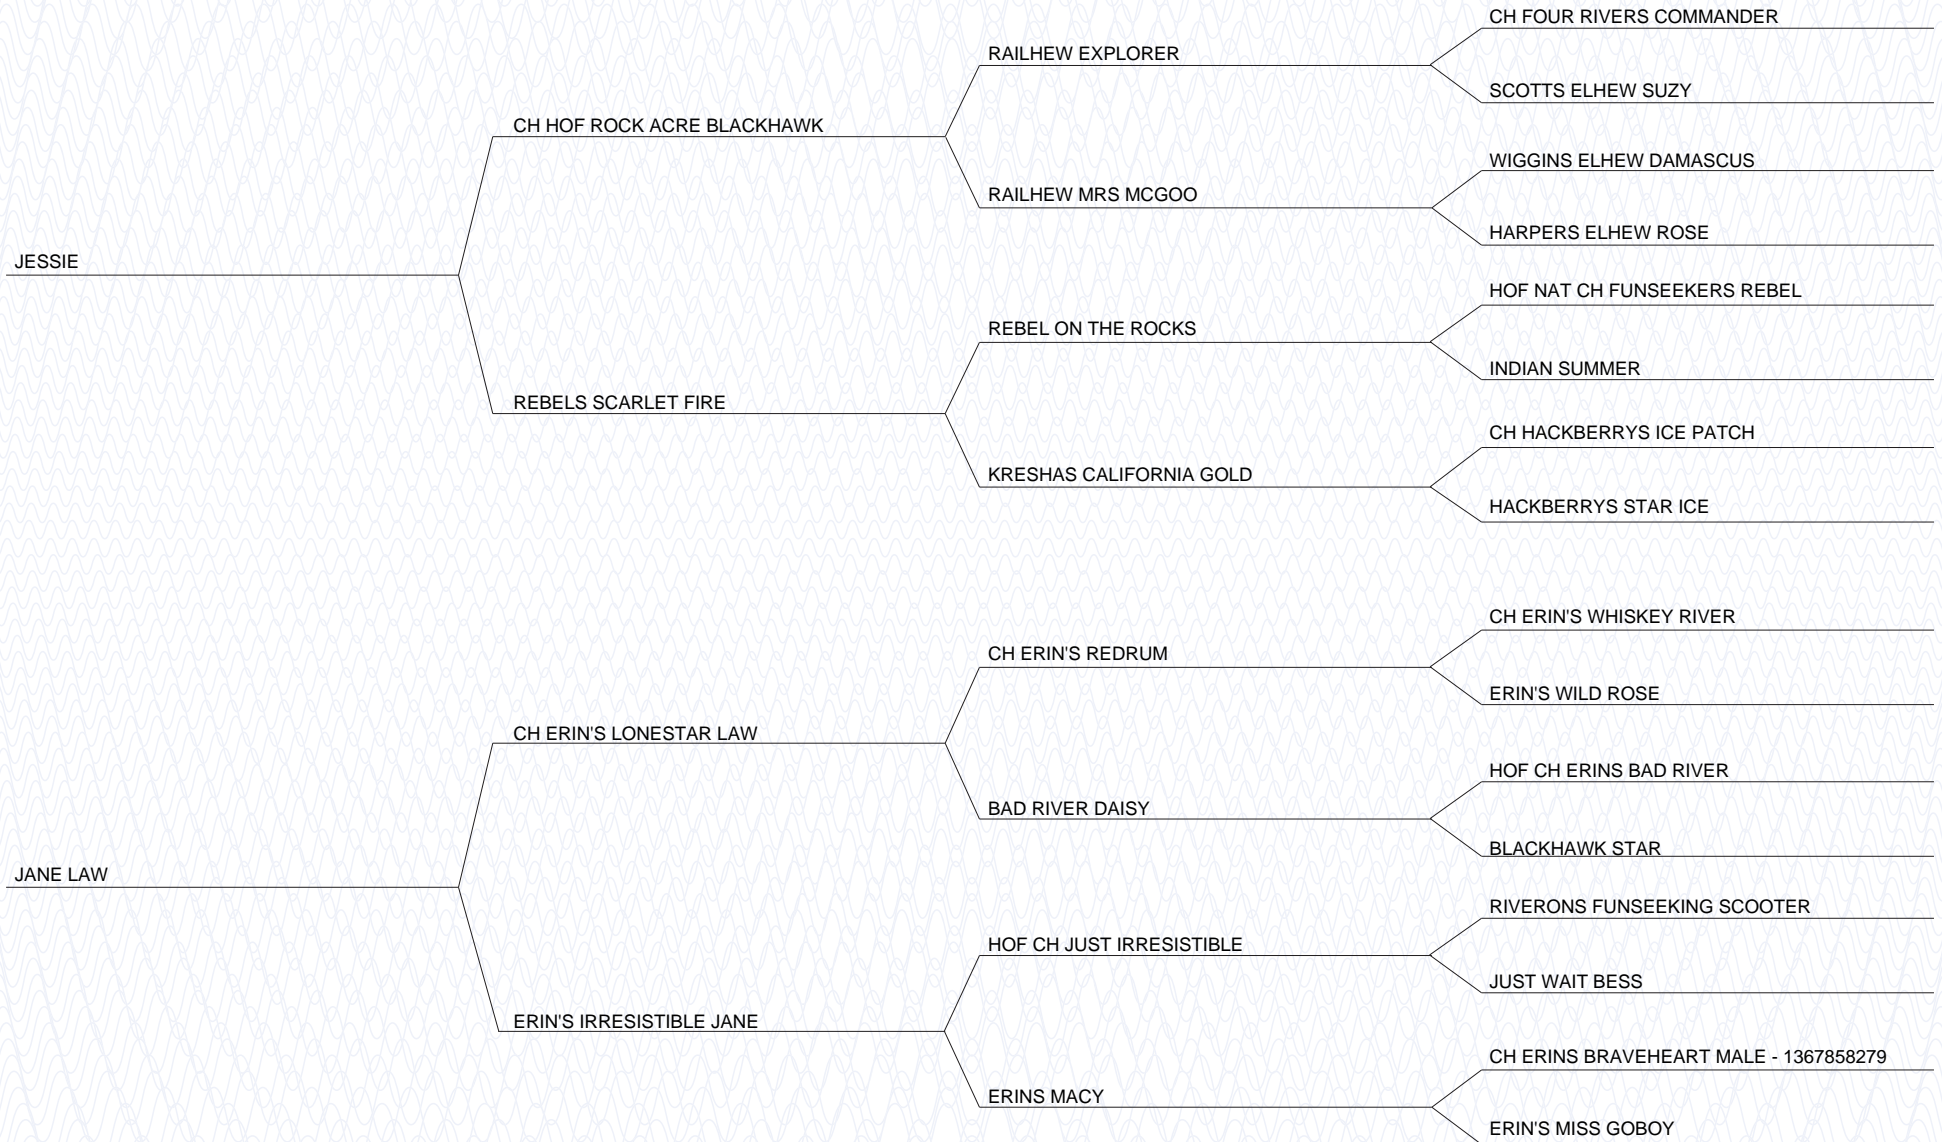 CH FOUR RIVERS COMMANDER
RAILHEW EXPLORER
SCOTTS ELHEW SUZY
CH HOF ROCK ACRE BLACKHAWK
WIGGINS ELHEW DAMASCUS
RAILHEW MRS MCGOO
HARPERS ELHEW ROSE
JESSIE
HOF NAT CH FUNSEEKERS REBEL
REBEL ON THE ROCKS
INDIAN SUMMER
REBELS SCARLET FIRE
CH HACKBERRYS ICE PATCH
KRESHAS CALIFORNIA GOLD
HACKBERRYS STAR ICE
CH ERIN'S WHISKEY RIVER
CH ERIN'S REDRUM
ERIN'S WILD ROSE
CH ERIN'S LONESTAR LAW
HOF CH ERINS BAD RIVER
BAD RIVER DAISY
BLACKHAWK STAR
JANE LAW
RIVERONS FUNSEEKING SCOOTER
HOF CH JUST IRRESISTIBLE
JUST WAIT BESS
ERIN'S IRRESISTIBLE JANE
CH ERINS BRAVEHEART MALE - 1367858279
ERINS MACY
ERIN'S MISS GOBOY